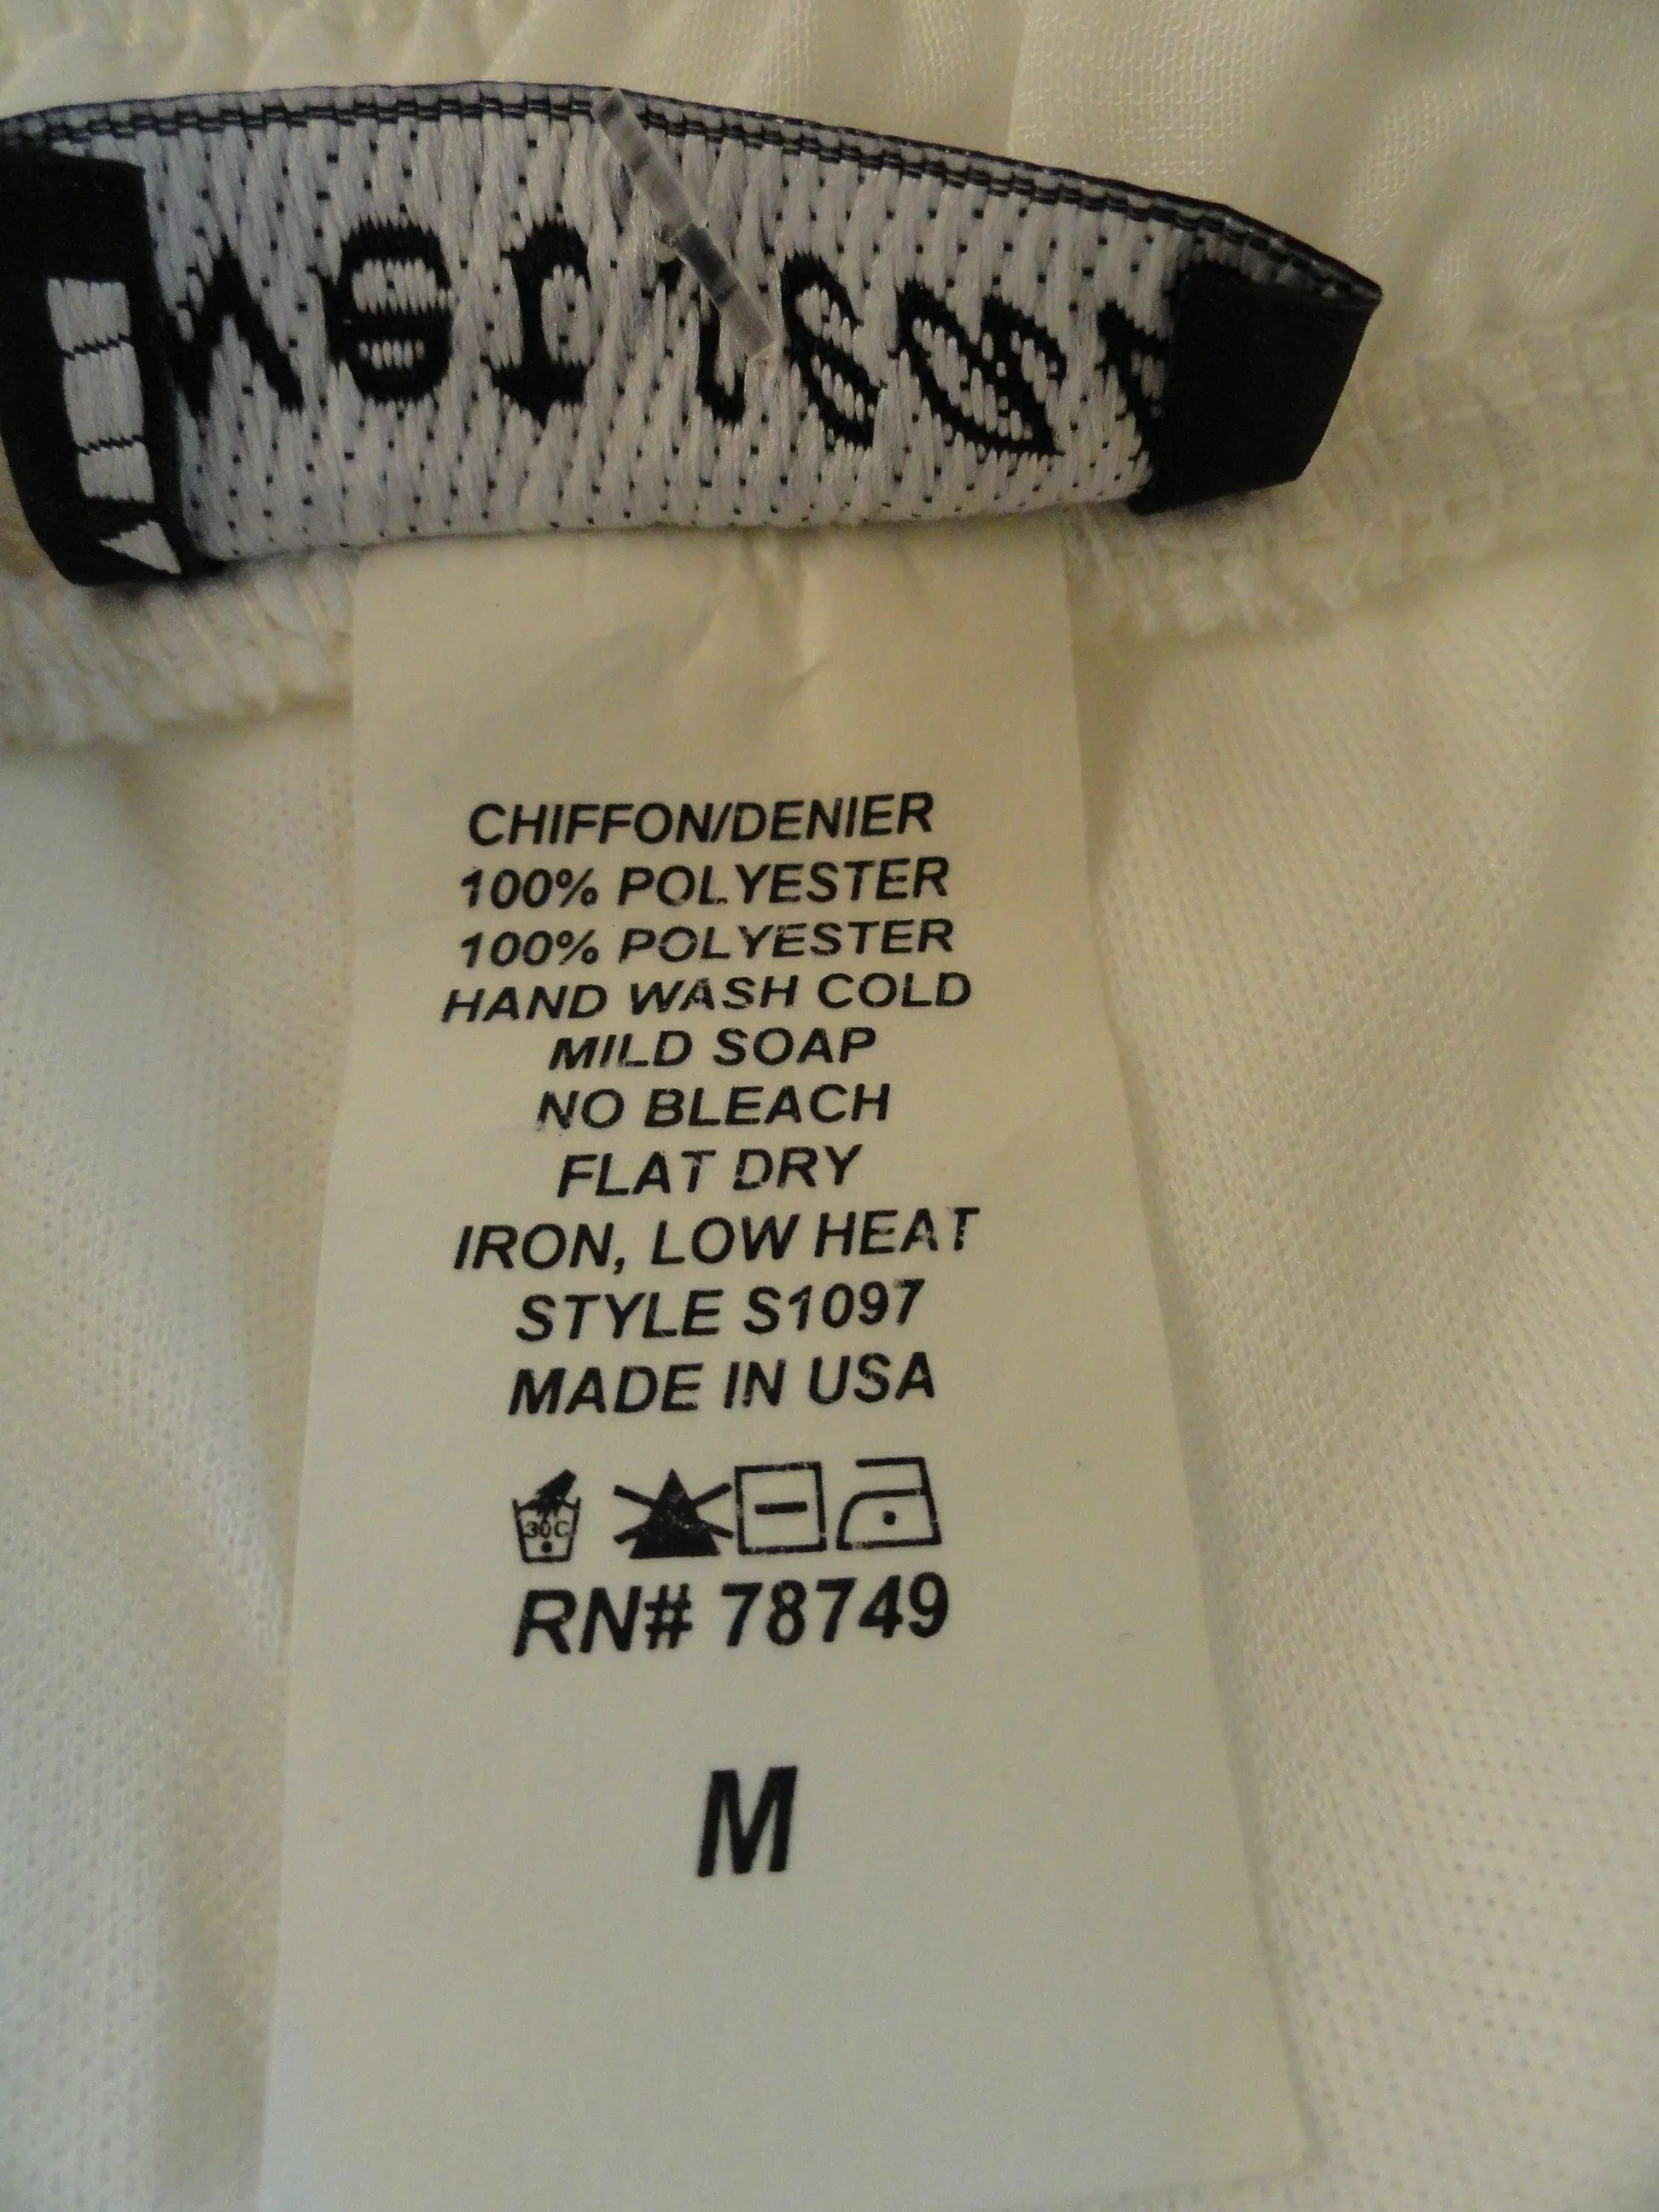 CHIFFON/DENIER
100% POLYESTER
100% POLYESTER
HAND WASH COLD
MILD SOAP
NO BLEACH
FLAT DRY
IRON, LOW HEAT
STYLE S1097
MADE IN USA
30C
RN# 78749
M